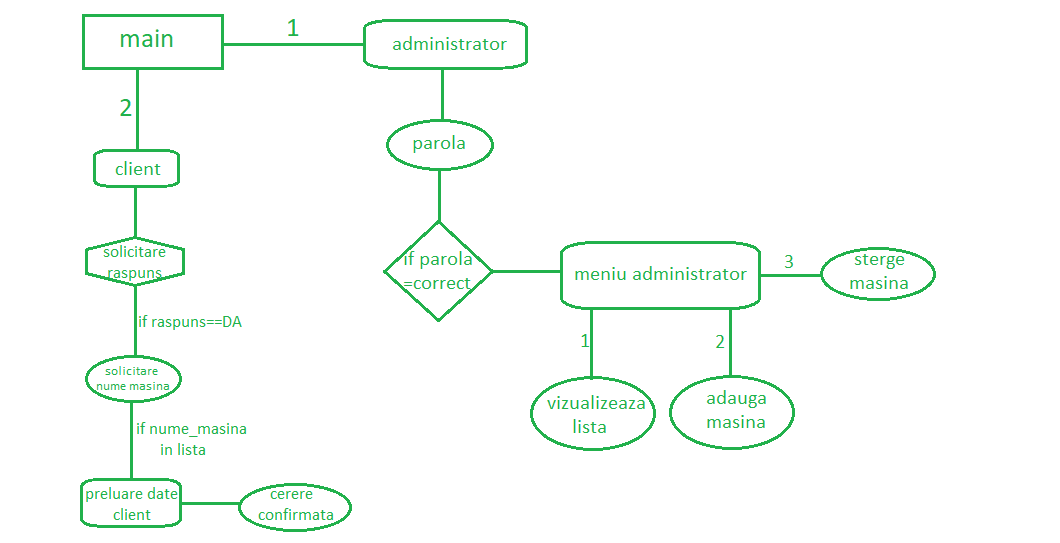 main
1
administrator
2
parola
client
solicitare
raspuns
if parola
=correct
meniu administrator
3
sterge
masina
if raspuns==DA
1
2
solicitare
nume masina
vizualizeaza
lista
adauga
masina
if nume_masina
in lista
preluare date
client
cerere
confirmata